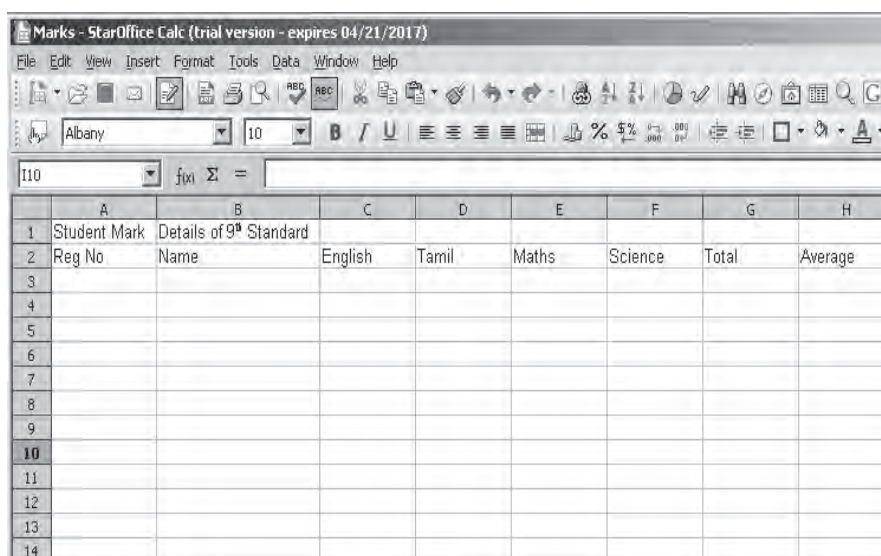 Marks - StarOffice Calc (trial version - expires 04/21/2017)
File Edit View Insert Format Tools Data Window Help
ABC ABC
Albany 10 B I U % $% A
I10 f(x) Σ =
A B C D E F G H
1 Student Mark Details of 9th Standard
2 Reg No Name English Tamil Maths Science Total Average
3
4
5
6
7
8
9
10
11
12
13
14